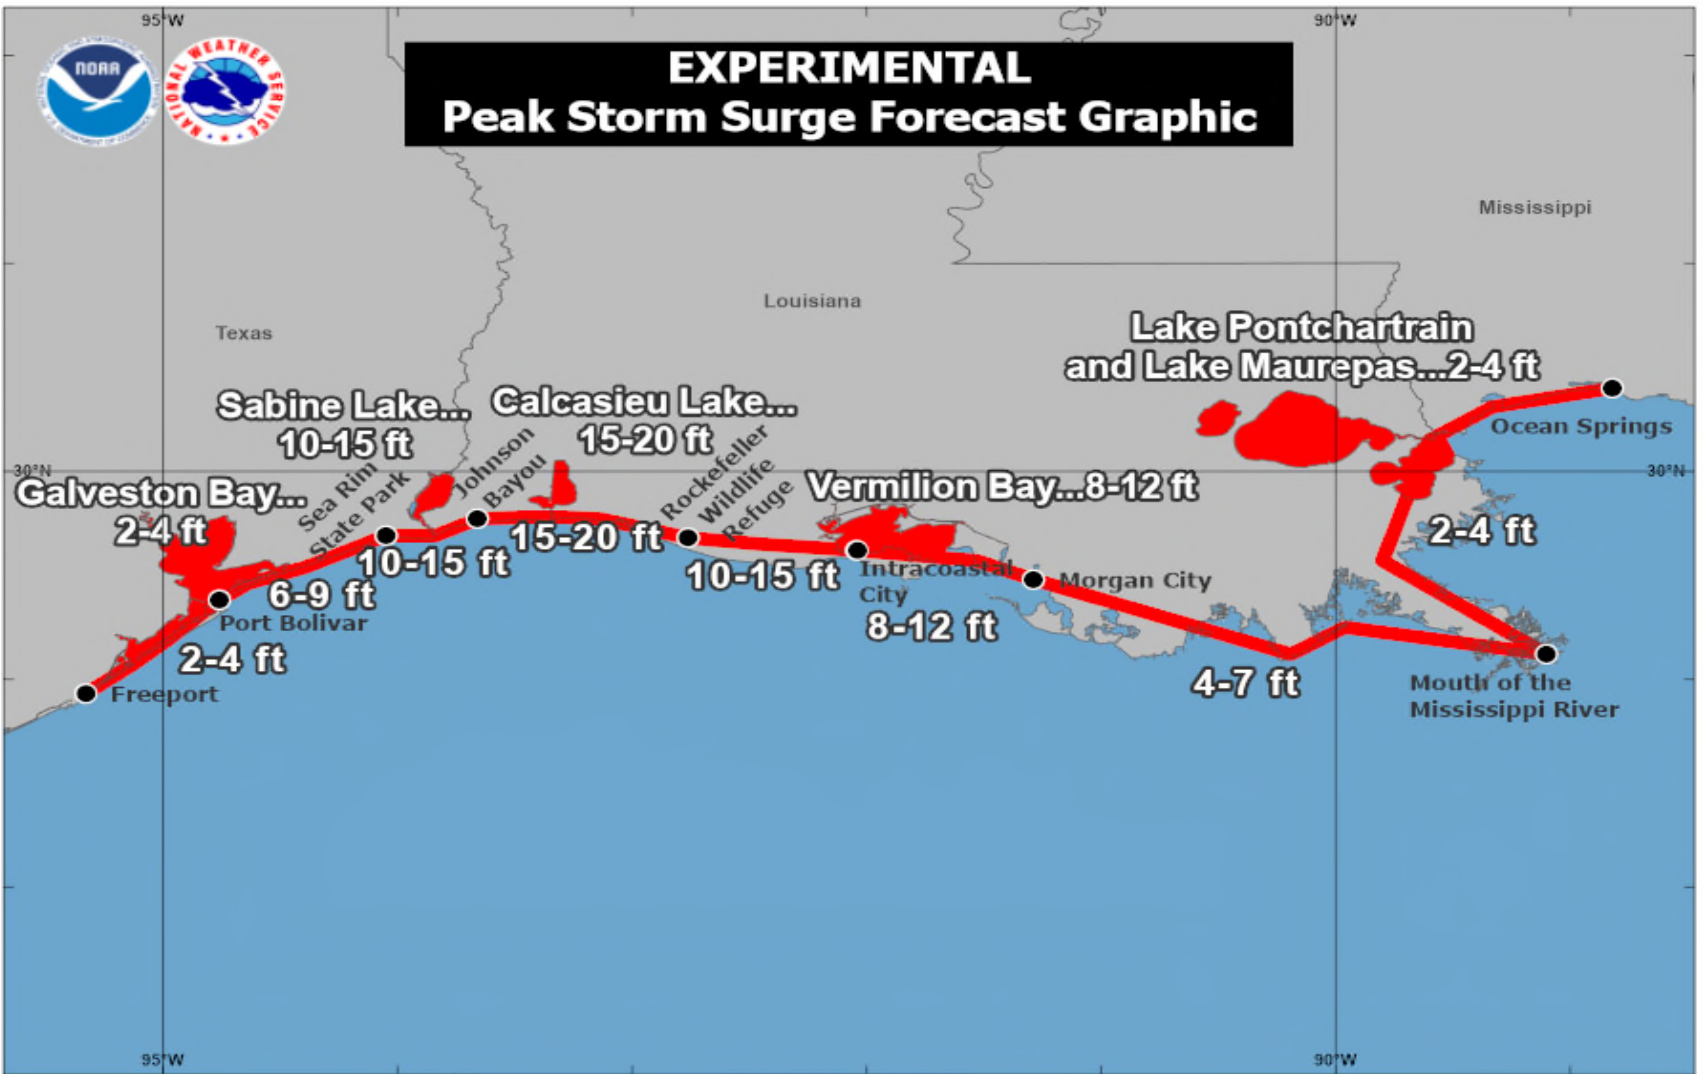 95°W
90°W
NOAA
NATIONAL WEATHER SERVICE
EXPERIMENTAL
Peak Storm Surge Forecast Graphic
Mississippi
Louisiana
Texas
Lake Pontchartrain
and Lake Maurepas...2-4 ft
Sabine Lake...
10-15 ft
Calcasieu Lake...
15-20 ft
Ocean Springs
30°N
30°N
Galveston Bay...
2-4 ft
Sea Rim
State Park
Johnson
Bayou
Rockefeller
Wildlife
Refuge
Vermilion Bay...8-12 ft
2-4 ft
15-20 ft
10-15 ft
6-9 ft
10-15 ft
Intracoastal
City
Morgan City
Port Bolivar
8-12 ft
2-4 ft
4-7 ft
Freeport
Mouth of the
Mississippi River
95°W
90°W